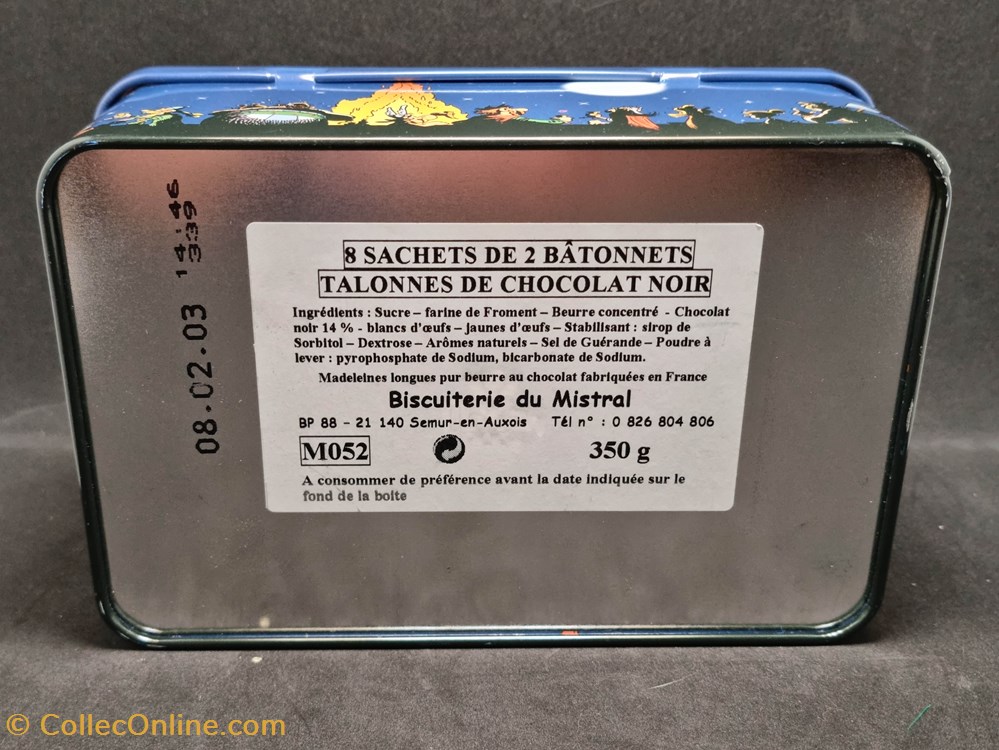 8 SACHETS DE 2 BÂTONNETS
TALONNES DE CHOCOLAT NOIR
Ingrédients : Sucre – farine de Froment – Beurre concentré - Chocolat
noir 14 % - blancs d'œufs – jaunes d'œufs – Stabilisant : sirop de
Sorbitol – Dextrose – Arômes naturels – Sel de Guérande – Poudre à
lever : pyrophosphate de Sodium, bicarbonate de Sodium.
Madeleines longues pur beurre au chocolat fabriquées en France
Biscuiterie du Mistral
BP 88 - 21 140 Semur-en-Auxois Tél n° : 0 826 804 806
M052 350 g
A consommer de préférence avant la date indiquée sur le
fond de la boite
08.02.03 14:46
339
© CollecOnline.com